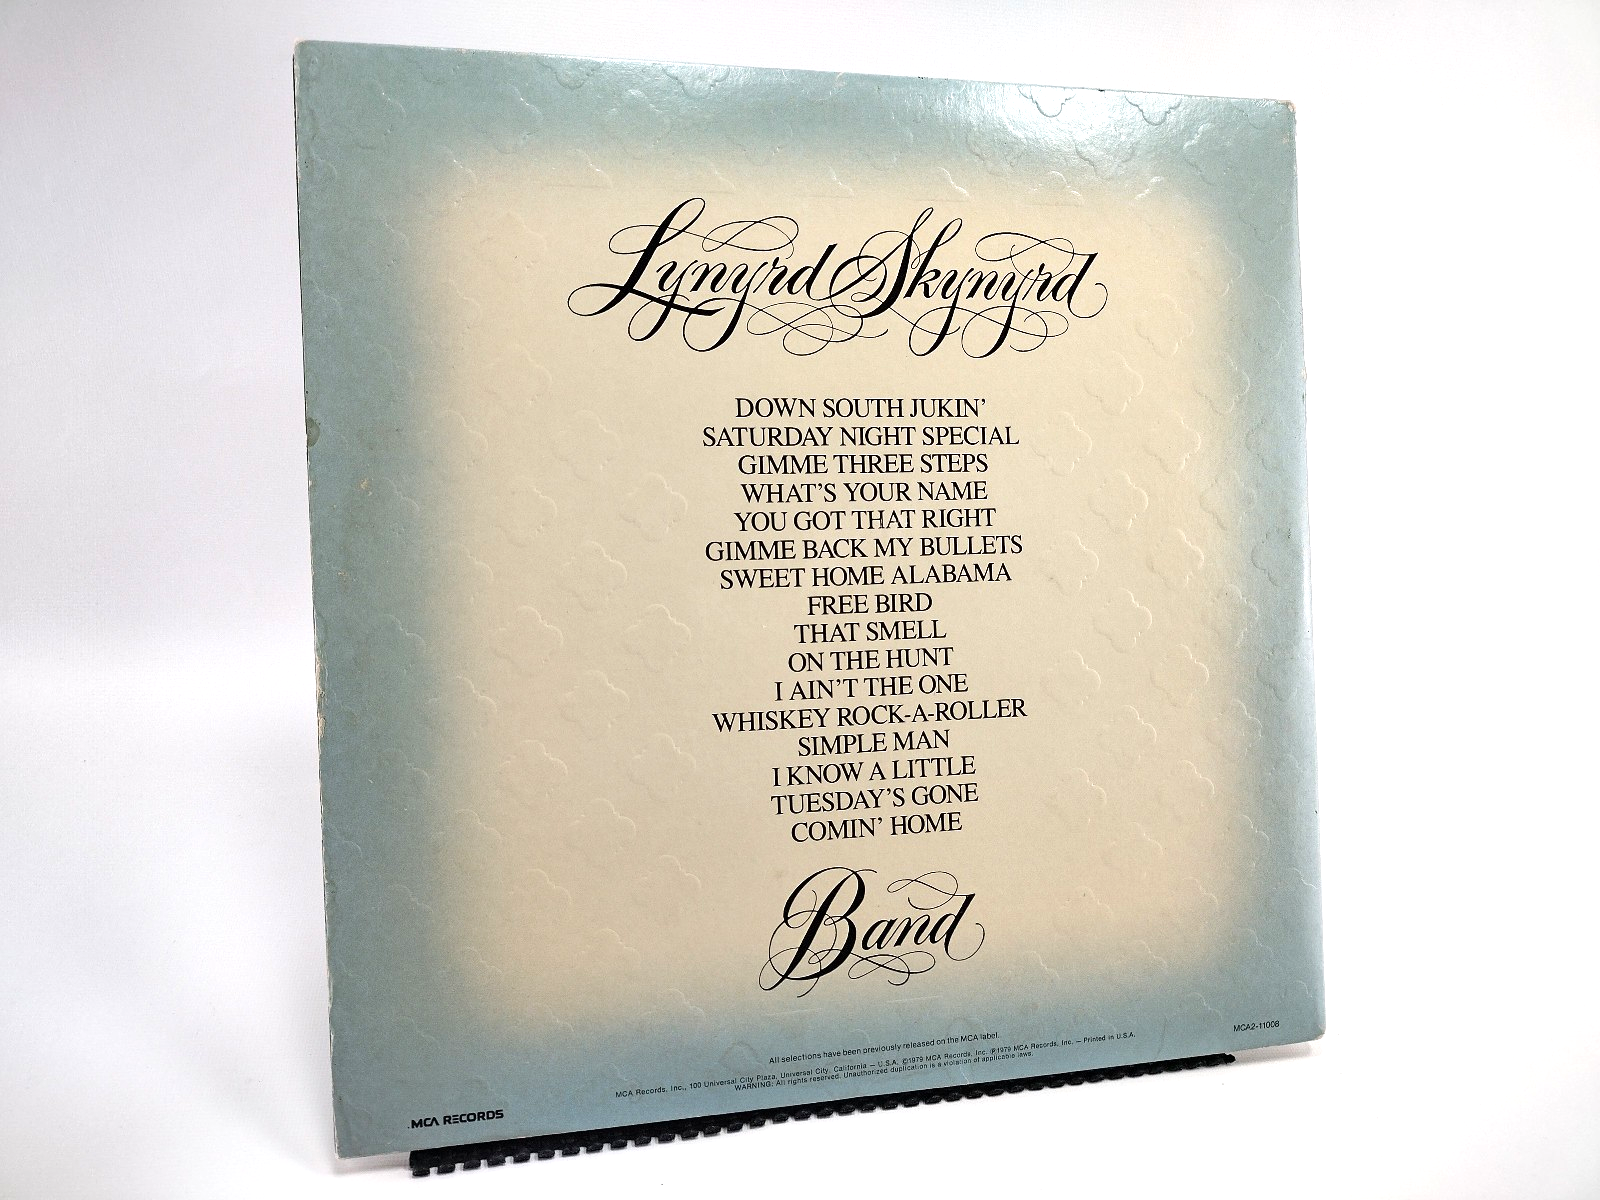 Lynyrd Skynyrd
DOWN SOUTH JUKIN'
SATURDAY NIGHT SPECIAL
GIMME THREE STEPS
WHAT'S YOUR NAME
YOU GOT THAT RIGHT
GIMME BACK MY BULLETS
SWEET HOME ALABAMA
FREE BIRD
THAT SMELL
ON THE HUNT
I AIN'T THE ONE
WHISKEY ROCK-A-ROLLER
SIMPLE MAN
I KNOW A LITTLE
TUESDAY'S GONE
COMIN' HOME
Band
MCA2-11008
All selections have been previously released on the MCA label.
MCA Records, Inc., 100 Universal City Plaza, Universal City, California — U.S.A. ©1979 MCA Records, Inc. ℗1979 MCA Records, Inc. — Printed in U.S.A.
WARNING: All rights reserved. Unauthorized duplication is a violation of applicable laws.
MCA RECORDS